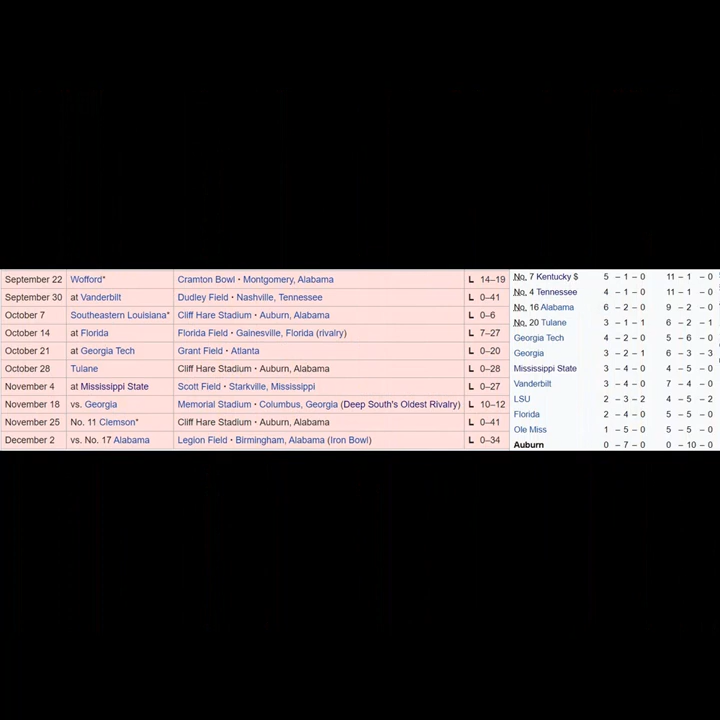 September 22 Wofford* Cramton Bowl • Montgomery, Alabama L 14–19
September 30 at Vanderbilt Dudley Field • Nashville, Tennessee L 0–41
October 7 Southeastern Louisiana* Cliff Hare Stadium • Auburn, Alabama L 0–6
October 14 at Florida Florida Field • Gainesville, Florida (rivalry) L 7–27
October 21 at Georgia Tech Grant Field • Atlanta L 0–20
October 28 Tulane Cliff Hare Stadium • Auburn, Alabama L 0–28
November 4 at Mississippi State Scott Field • Starkville, Mississippi L 0–27
November 18 vs. Georgia Memorial Stadium • Columbus, Georgia (Deep South's Oldest Rivalry) L 10–12
November 25 No. 11 Clemson* Cliff Hare Stadium • Auburn, Alabama L 0–41
December 2 vs. No. 17 Alabama Legion Field • Birmingham, Alabama (Iron Bowl) L 0–34
No. 7 Kentucky $ 5 – 1 – 0 11 – 1 – 0
No. 4 Tennessee 4 – 1 – 0 11 – 1 – 0
No. 16 Alabama 6 – 2 – 0 9 – 2 – 0
No. 20 Tulane 3 – 1 – 1 6 – 2 – 1
Georgia Tech 4 – 2 – 0 5 – 6 – 0
Georgia 3 – 2 – 1 6 – 3 – 3
Mississippi State 3 – 4 – 0 4 – 5 – 0
Vanderbilt 3 – 4 – 0 7 – 4 – 0
LSU 2 – 3 – 2 4 – 5 – 2
Florida 2 – 4 – 0 5 – 5 – 0
Ole Miss 1 – 5 – 0 5 – 5 – 0
Auburn 0 – 7 – 0 0 – 10 – 0